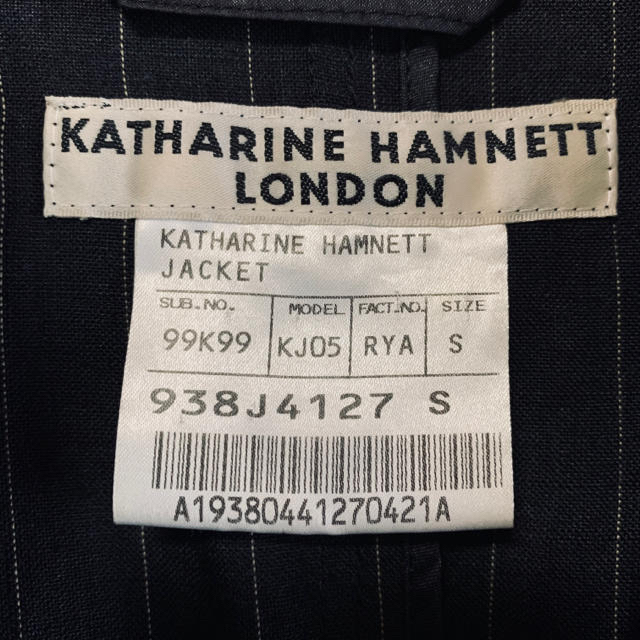 KATHARINE HAMNETT
LONDON
KATHARINE HAMNETT
JACKET
SUB.NO. MODEL FACT.NO. SIZE
99K99 KJ05 RYA S
938J4127 S
A19380441270421A